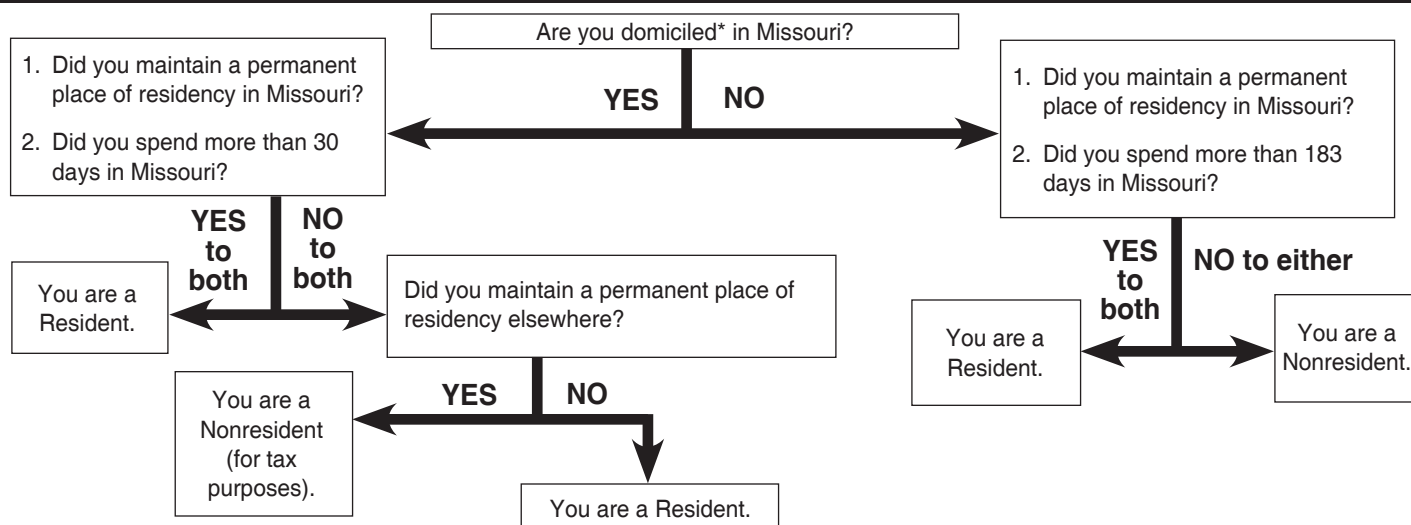 Are you domiciled* in Missouri?
1. Did you maintain a permanent
place of residency in Missouri?
2. Did you spend more than 30
days in Missouri?
YES
NO
1. Did you maintain a permanent
place of residency in Missouri?
2. Did you spend more than 183
days in Missouri?
YES
to
both
NO
to
both
You are a
Resident.
Did you maintain a permanent place of
residency elsewhere?
YES
to
both
NO to either
You are a
Resident.
You are a
Nonresident.
YES
NO
You are a
Nonresident
(for tax
purposes).
You are a Resident.